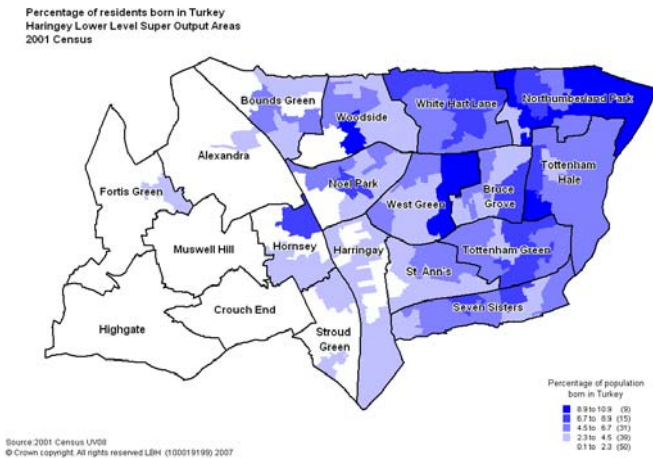 Percentage of residents born in Turkey
Haringey Lower Level Super Output Areas
2001 Census
Bounds Green
Woodside
White Hart Lane
Northumberland Park
Alexandra
Fortis Green
Noel Park
West Green
Bruce
Grove
Tottenham
Hale
Muswell Hill
Hornsey
Harringay
St. Ann's
Tottenham Green
Highgate
Crouch End
Stroud
Green
Seven Sisters
Percentage of population
born in Turkey
8.9 to 10.9 (9)
6.7 to 8.9 (15)
4.5 to 6.7 (31)
2.3 to 4.5 (39)
0.1 to 2.3 (50)
Source:2001 Census UV08
© Crown copyright. All rights reserved LBH (100019199) 2007